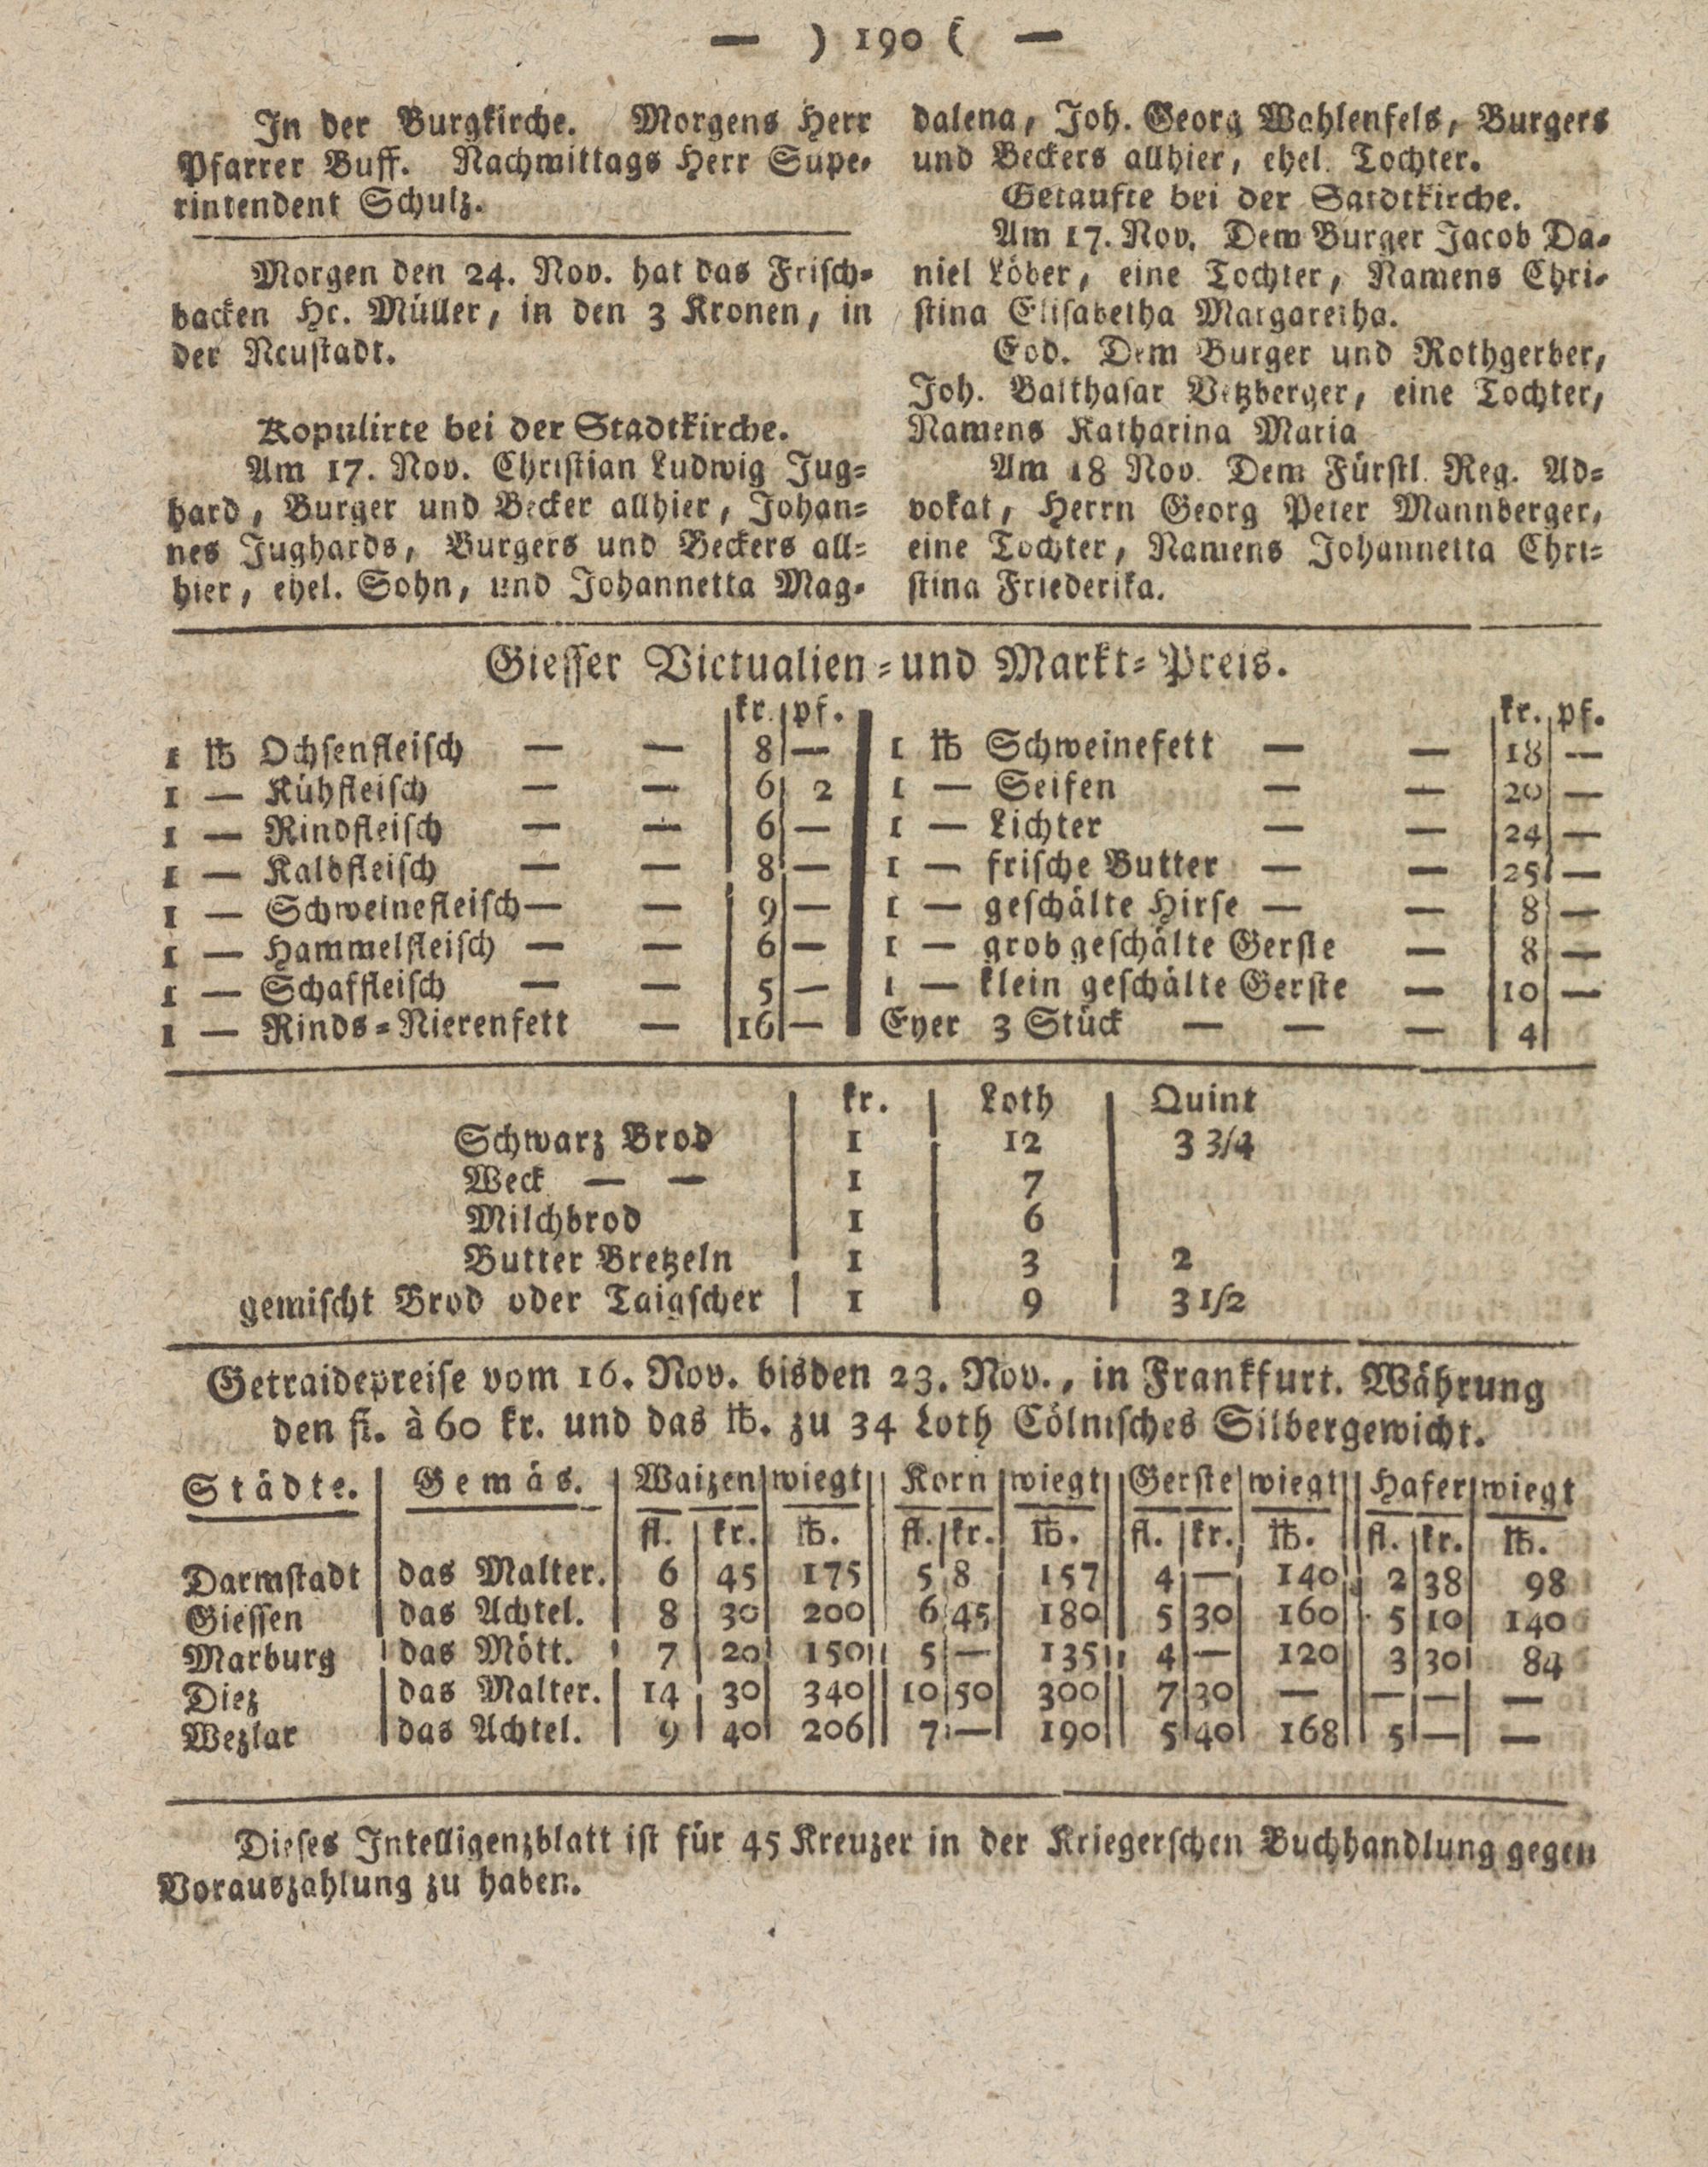 — ) 190 ( —
In der Burgkirche. Morgens Herr
Pfarrer Buff. Nachmittags Herr Supe-
rintendent Schulz.
Morgen den 24. Nov. hat das Frisch-
backen Hr. Müller, in den 3 Kronen, in
der Neustadt.
Kopulirte bei der Stadtkirche.
Am 17. Nov. Christian Ludwig Jug-
hard, Burger und Becker allhier, Johan-
nes Jughards, Burgers und Beckers all-
hier, ehel. Sohn, und Johannetta Mag-
dalena, Joh. Georg Wahlenfels, Burgers
und Beckers allhier, ehel. Tochter.
Getaufte bei der Satdtkirche.
Am 17. Nov. Dem Burger Jacob Da-
niel Löber, eine Tochter, Namens Chri-
stina Elisabetha Margaretha.
Eod. Dem Burger und Rothgerber,
Joh. Balthasar Vetzberger, eine Tochter,
Namens Katharina Maria
Am 18 Nov. Dem Fürstl. Reg. Ad-
vokat, Herrn Georg Peter Mannberger,
eine Tochter, Namens Johannetta Chri-
stina Friederika.
Giesser Victualien- und Markt-Preis.
kr. pf.
1 ℔ Ochsenfleisch — — 8 —
1 — Kühfleisch — — 6 2
1 — Rindfleisch — — 6 —
1 — Kalbfleisch — — 8 —
1 — Schweinefleisch — — 9 —
1 — Hammelfleisch — — 6 —
1 — Schaffleisch — — 5 —
1 — Rinds-Nierenfett — 16 —
kr. pf.
1 ℔ Schweinefett — — 18 —
1 — Seifen — — 20 —
1 — Lichter — — 24 —
1 — frische Butter — — 25 —
1 — geschälte Hirse — — 8 —
1 — grob geschälte Gerste — 8 —
1 — klein geschälte Gerste — 10 —
Eyer 3 Stück — — — 4
kr. Loth Quint
Schwarz Brod 1 12 3 3/4
Weck — — 1 7
Milchbrod 1 6
Butter Bretzeln 1 3 2
gemischt Brod oder Taigscher 1 9 3 1/2
Getraidepreise vom 16. Nov. bisden 23. Nov., in Frankfurt. Währung
den fl. à 60 kr. und das ℔. zu 34 Loth Cölnisches Silbergewicht.
Städte. Gemäs. Waizen wiegt Korn wiegt Gerste wiegt Hafer wiegt
fl. kr. ℔. fl. kr. ℔. fl. kr. ℔. fl. kr. ℔.
Darmstadt das Malter. 6 45 175 5 8 157 4 — 140 2 38 98
Giessen das Achtel. 8 30 200 6 45 180 5 30 160 5 10 140
Marburg das Mött. 7 20 150 5 — 135 4 — 120 3 30 84
Diez das Malter. 14 30 340 10 50 300 7 30 — — — —
Wezlar das Achtel. 9 40 206 7 — 190 5 40 168 5 — —
Dieses Intelligenzblatt ist für 45 Kreuzer in der Kriegerschen Buchhandlung gegen
Vorauszahlung zu haben.